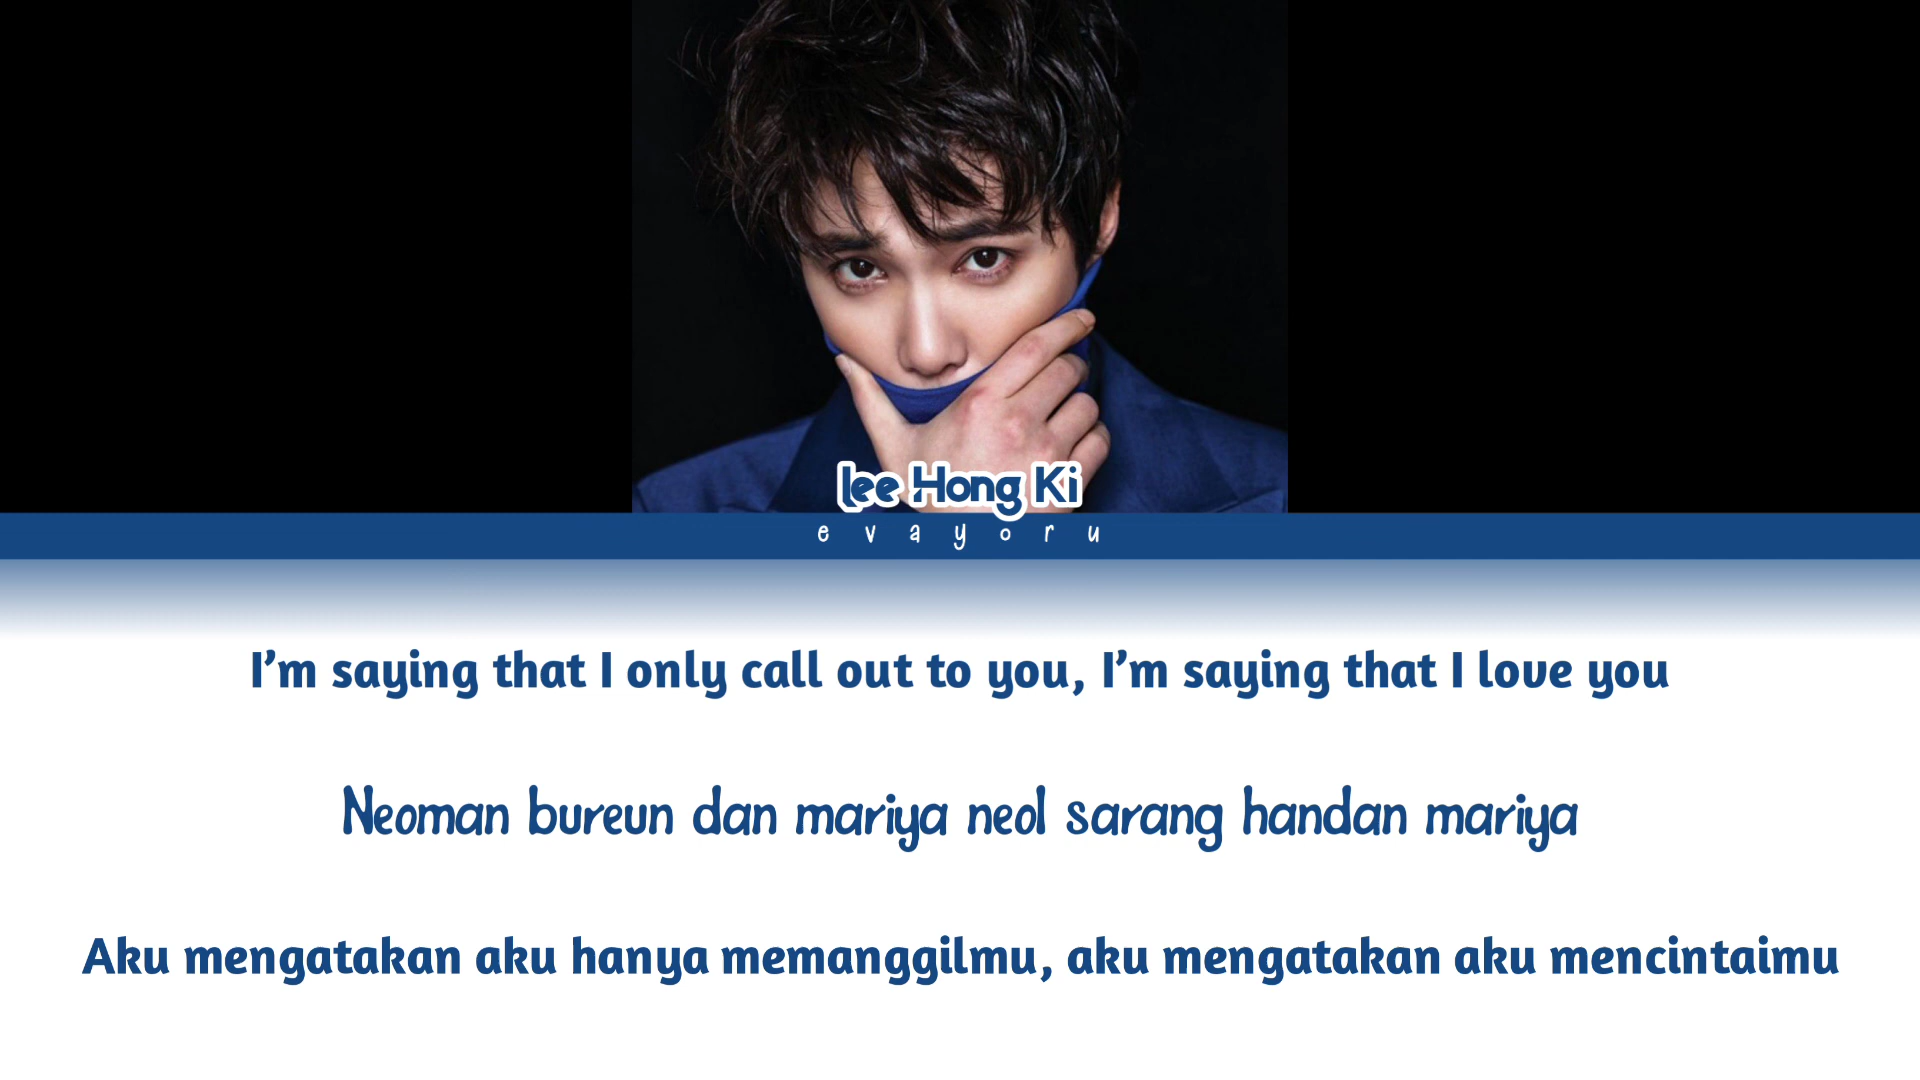 Lee Hong Ki
evayoru
I’m saying that I only call out to you, I’m saying that I love you
Neoman bureun dan mariya neol sarang handan mariya
Aku mengatakan aku hanya memanggilmu, aku mengatakan aku mencintaimu